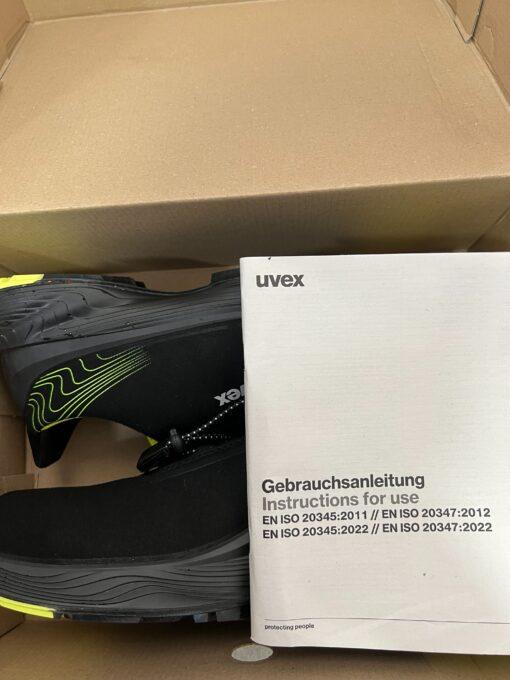 uvex
uvex
Gebrauchsanleitung
Instructions for use
EN ISO 20345:2011 // EN ISO 20347:2012
EN ISO 20345:2022 // EN ISO 20347:2022
protecting people